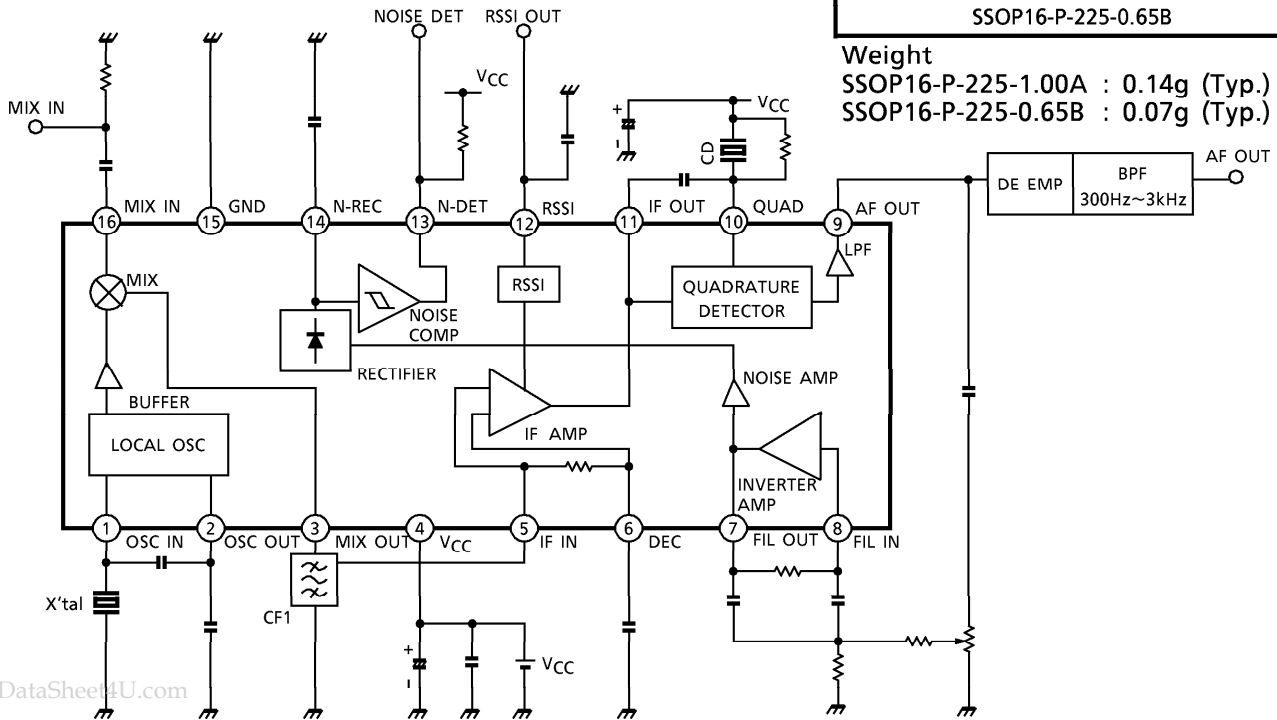 SSOP16-P-225-0.65B
Weight
SSOP16-P-225-1.00A : 0.14g (Typ.)
SSOP16-P-225-0.65B : 0.07g (Typ.)
NOISE DET
RSSI OUT
VCC
MIX IN
+
-
VCC
CD
AF OUT
DE EMP
BPF
300Hz~3kHz
16
MIX IN
15
GND
14
N-REC
13
N-DET
12
RSSI
11
IF OUT
10
QUAD
9
AF OUT
LPF
MIX
RSSI
QUADRATURE
DETECTOR
NOISE
COMP
RECTIFIER
NOISE AMP
BUFFER
LOCAL OSC
IF AMP
INVERTER
AMP
1
OSC IN
2
OSC OUT
3
MIX OUT
4
VCC
5
IF IN
6
DEC
7
FIL OUT
8
FIL IN
X'tal
CF1
+
-
VCC
DataSheet4U.com